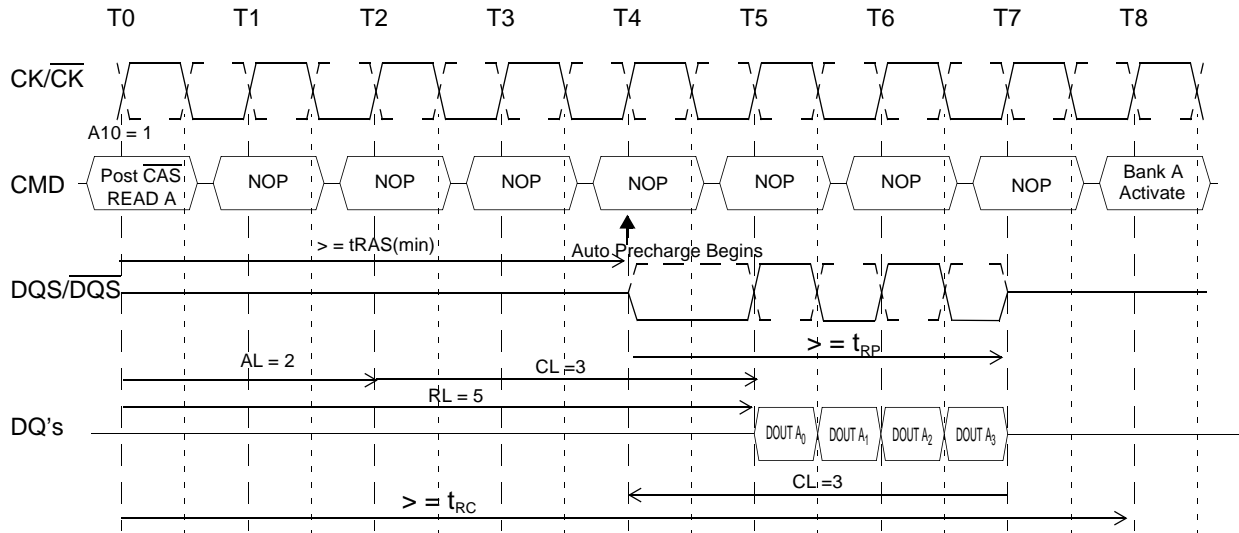 T0 T1 T2 T3 T4 T5 T6 T7 T8
CK/CK
A10 = 1
CMD
Post CAS
READ A
NOP
NOP
NOP
NOP
NOP
NOP
NOP
Bank A
Activate
> = tRAS(min)
Auto Precharge Begins
DQS/DQS
> = tRP
AL = 2
CL =3
RL = 5
DQ's
DOUT A0
DOUT A1
DOUT A2
DOUT A3
CL =3
> = tRC